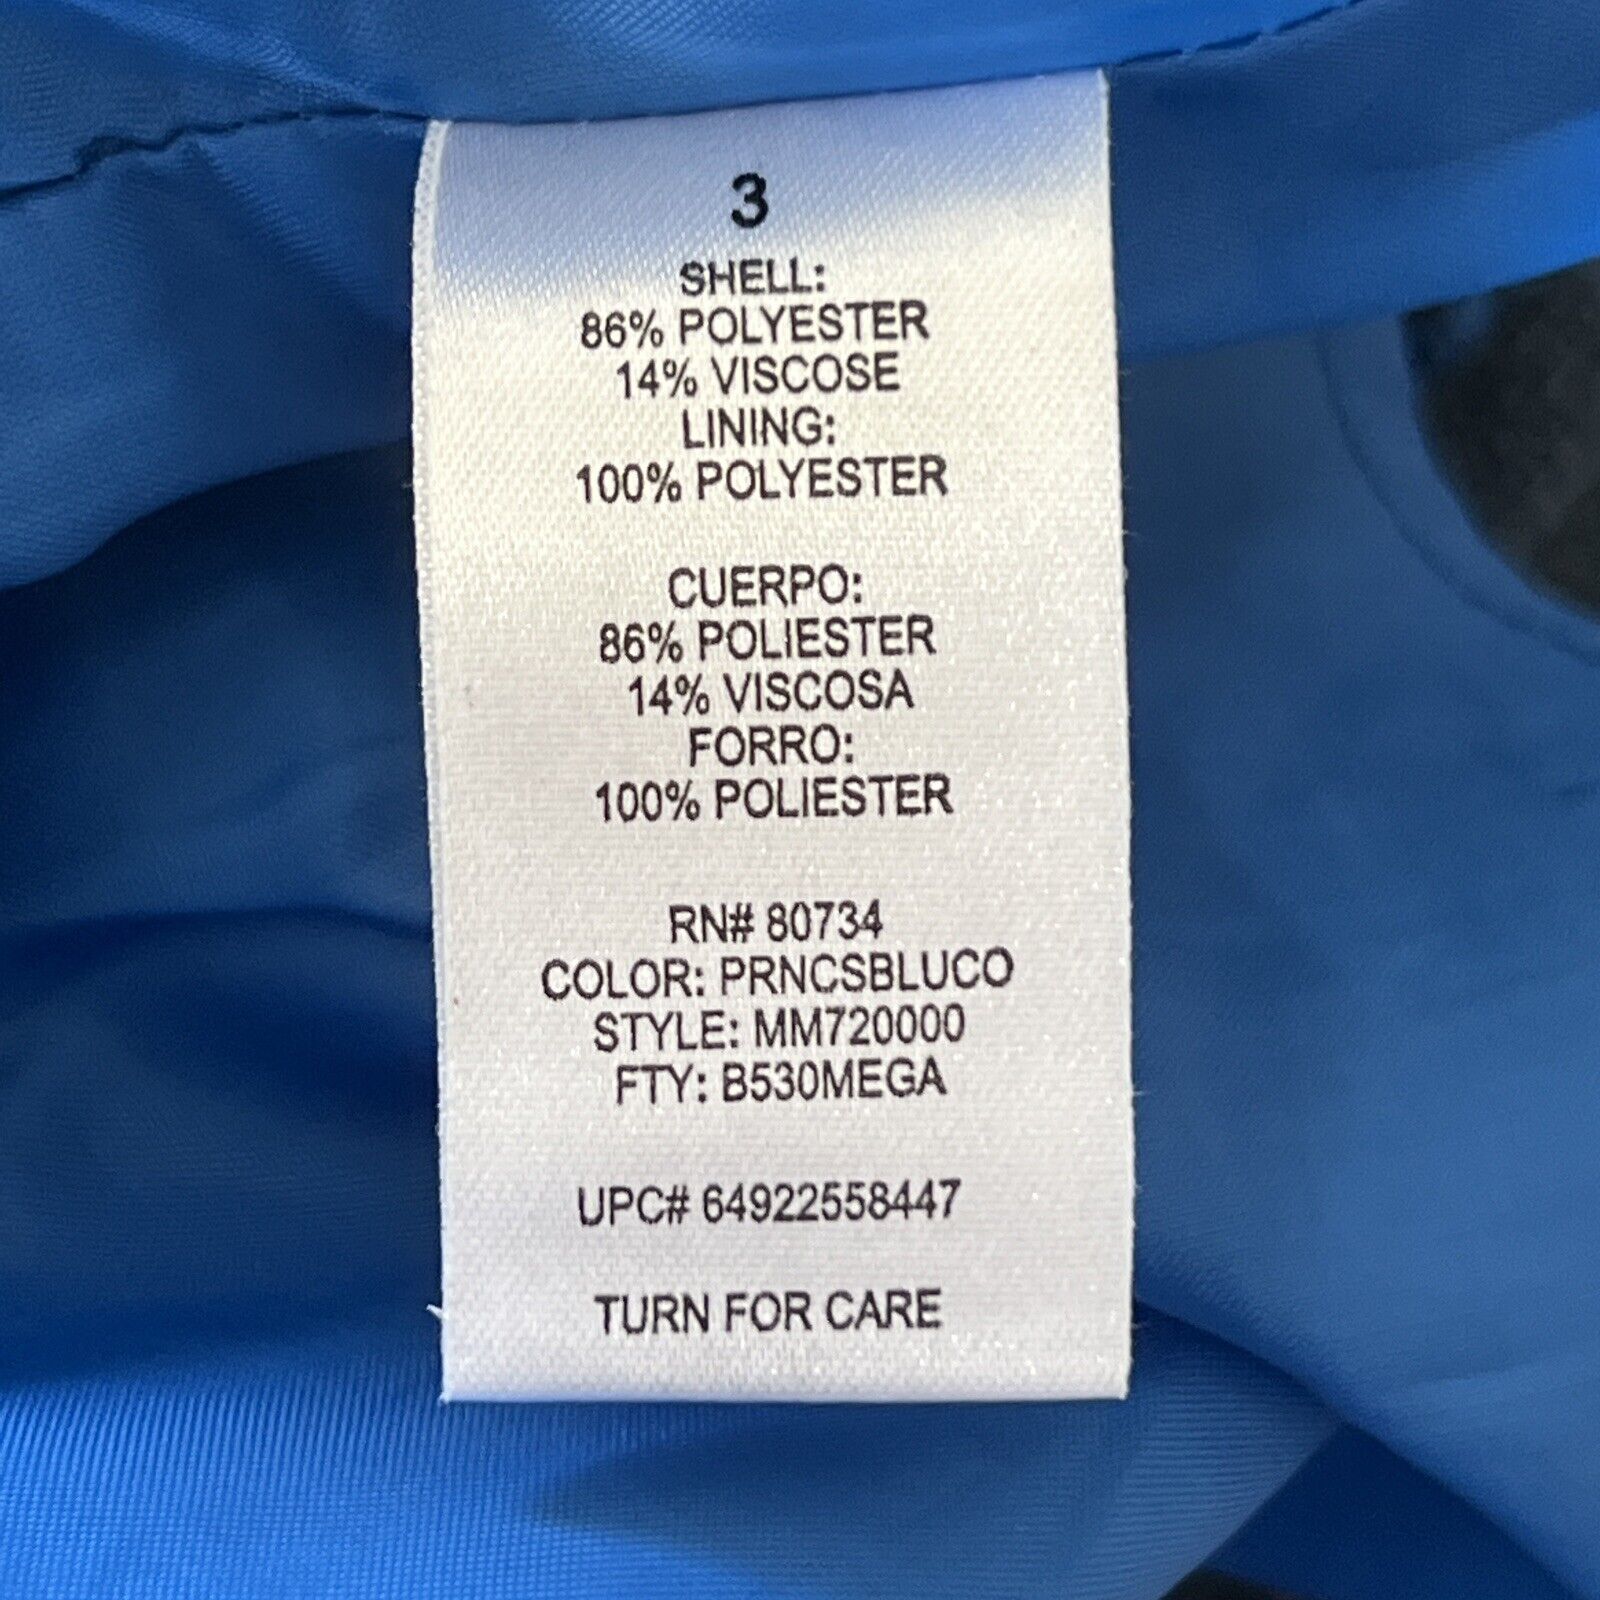 3
SHELL:
86% POLYESTER
14% VISCOSE
LINING:
100% POLYESTER
CUERPO:
86% POLIESTER
14% VISCOSA
FORRO:
100% POLIESTER
RN# 80734
COLOR: PRNCSBLUCO
STYLE: MM720000
FTY: B530MEGA
UPC# 64922558447
TURN FOR CARE